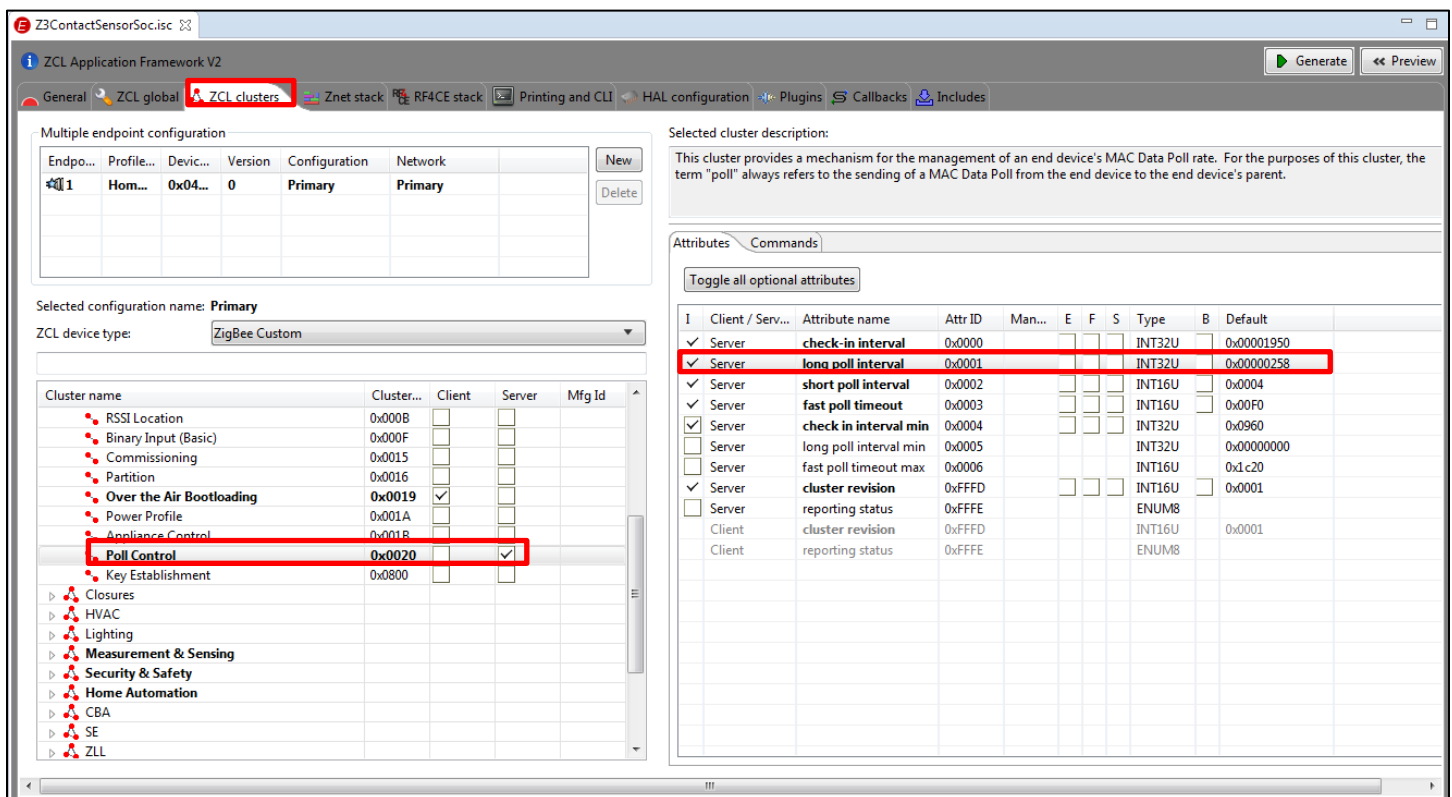 Z3ContactSensorSoc.isc
ZCL Application Framework V2
Generate
Preview
General ZCL global ZCL clusters Znet stack RF4CE stack Printing and CLI HAL configuration Plugins Callbacks Includes
Multiple endpoint configuration
Endpo... Profile... Devic... Version Configuration Network
1 Hom... 0x04... 0 Primary Primary
New
Delete
Selected configuration name: Primary
ZCL device type: ZigBee Custom
Cluster name Cluster... Client Server Mfg Id
RSSI Location 0x000B
Binary Input (Basic) 0x000F
Commissioning 0x0015
Partition 0x0016
Over the Air Bootloading 0x0019
Power Profile 0x001A
Appliance Control 0x001B
Poll Control 0x0020
Key Establishment 0x0800
Closures
HVAC
Lighting
Measurement & Sensing
Security & Safety
Home Automation
CBA
SE
ZLL
Selected cluster description:
This cluster provides a mechanism for the management of an end device's MAC Data Poll rate. For the purposes of this cluster, the
term "poll" always refers to the sending of a MAC Data Poll from the end device to the end device's parent.
Attributes Commands
Toggle all optional attributes
I Client / Serv... Attribute name Attr ID Man... E F S Type B Default
Server check-in interval 0x0000 INT32U 0x00001950
Server long poll interval 0x0001 INT32U 0x00000258
Server short poll interval 0x0002 INT16U 0x0004
Server fast poll timeout 0x0003 INT16U 0x00F0
Server check in interval min 0x0004 INT32U 0x0960
Server long poll interval min 0x0005 INT32U 0x00000000
Server fast poll timeout max 0x0006 INT16U 0x1c20
Server cluster revision 0xFFFD INT16U 0x0001
Server reporting status 0xFFFE ENUM8
Client cluster revision 0xFFFD INT16U 0x0001
Client reporting status 0xFFFE ENUM8